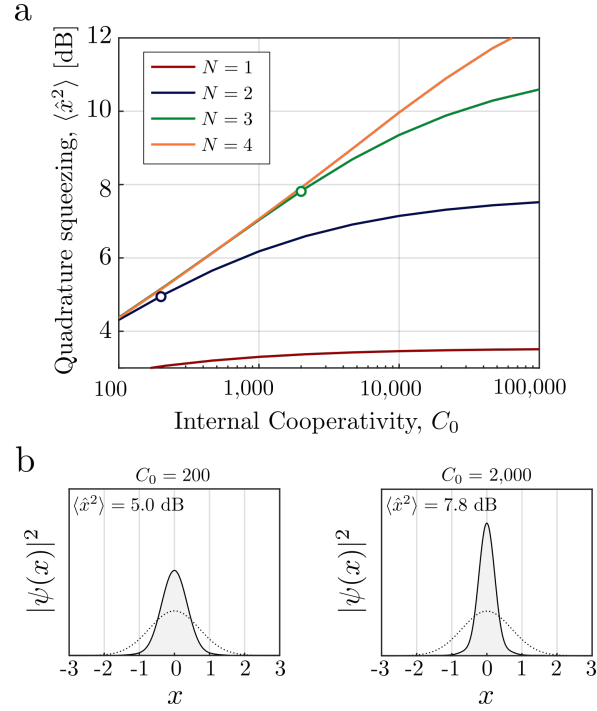 a
Quadrature squeezing, ⟨x̂²⟩ [dB]
12
10
8
6
4
N = 1
N = 2
N = 3
N = 4
100
1,000
10,000
100,000
Internal Cooperativity, C₀
b
C₀ = 200
⟨x̂²⟩ = 5.0 dB
|ψ(x)|²
-3 -2 -1 0 1 2 3
x
C₀ = 2,000
⟨x̂²⟩ = 7.8 dB
|ψ(x)|²
-3 -2 -1 0 1 2 3
x